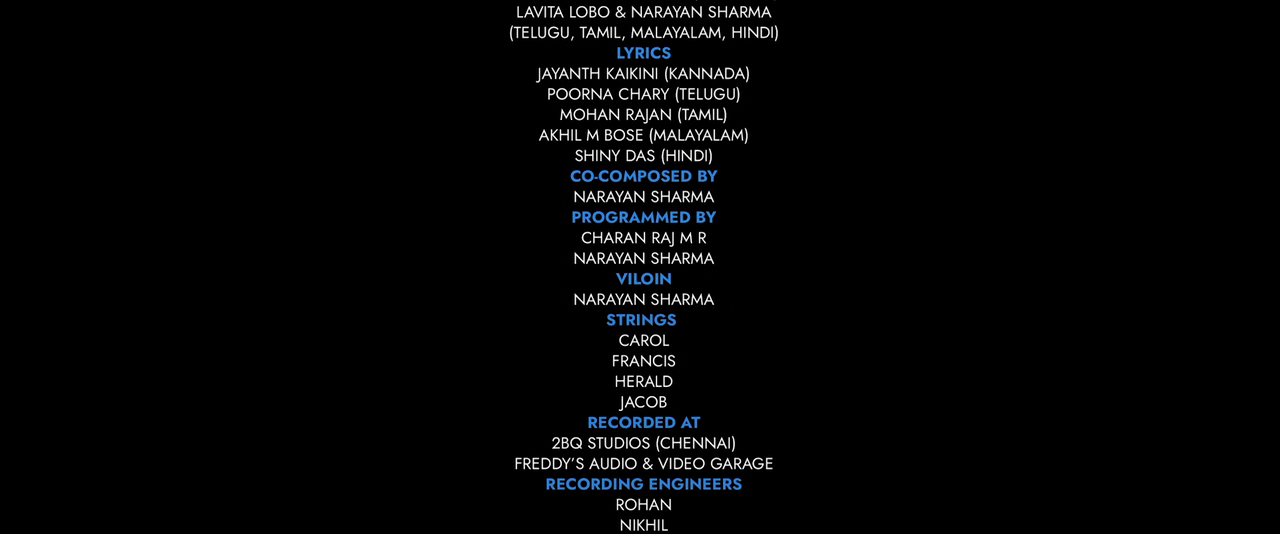 LAVITA LOBO & NARAYAN SHARMA
(TELUGU, TAMIL, MALAYALAM, HINDI)
LYRICS
JAYANTH KAIKINI (KANNADA)
POORNA CHARY (TELUGU)
MOHAN RAJAN (TAMIL)
AKHIL M BOSE (MALAYALAM)
SHINY DAS (HINDI)
CO-COMPOSED BY
NARAYAN SHARMA
PROGRAMMED BY
CHARAN RAJ M R
NARAYAN SHARMA
VILOIN
NARAYAN SHARMA
STRINGS
CAROL
FRANCIS
HERALD
JACOB
RECORDED AT
2BQ STUDIOS (CHENNAI)
FREDDY’S AUDIO & VIDEO GARAGE
RECORDING ENGINEERS
ROHAN
NIKHIL